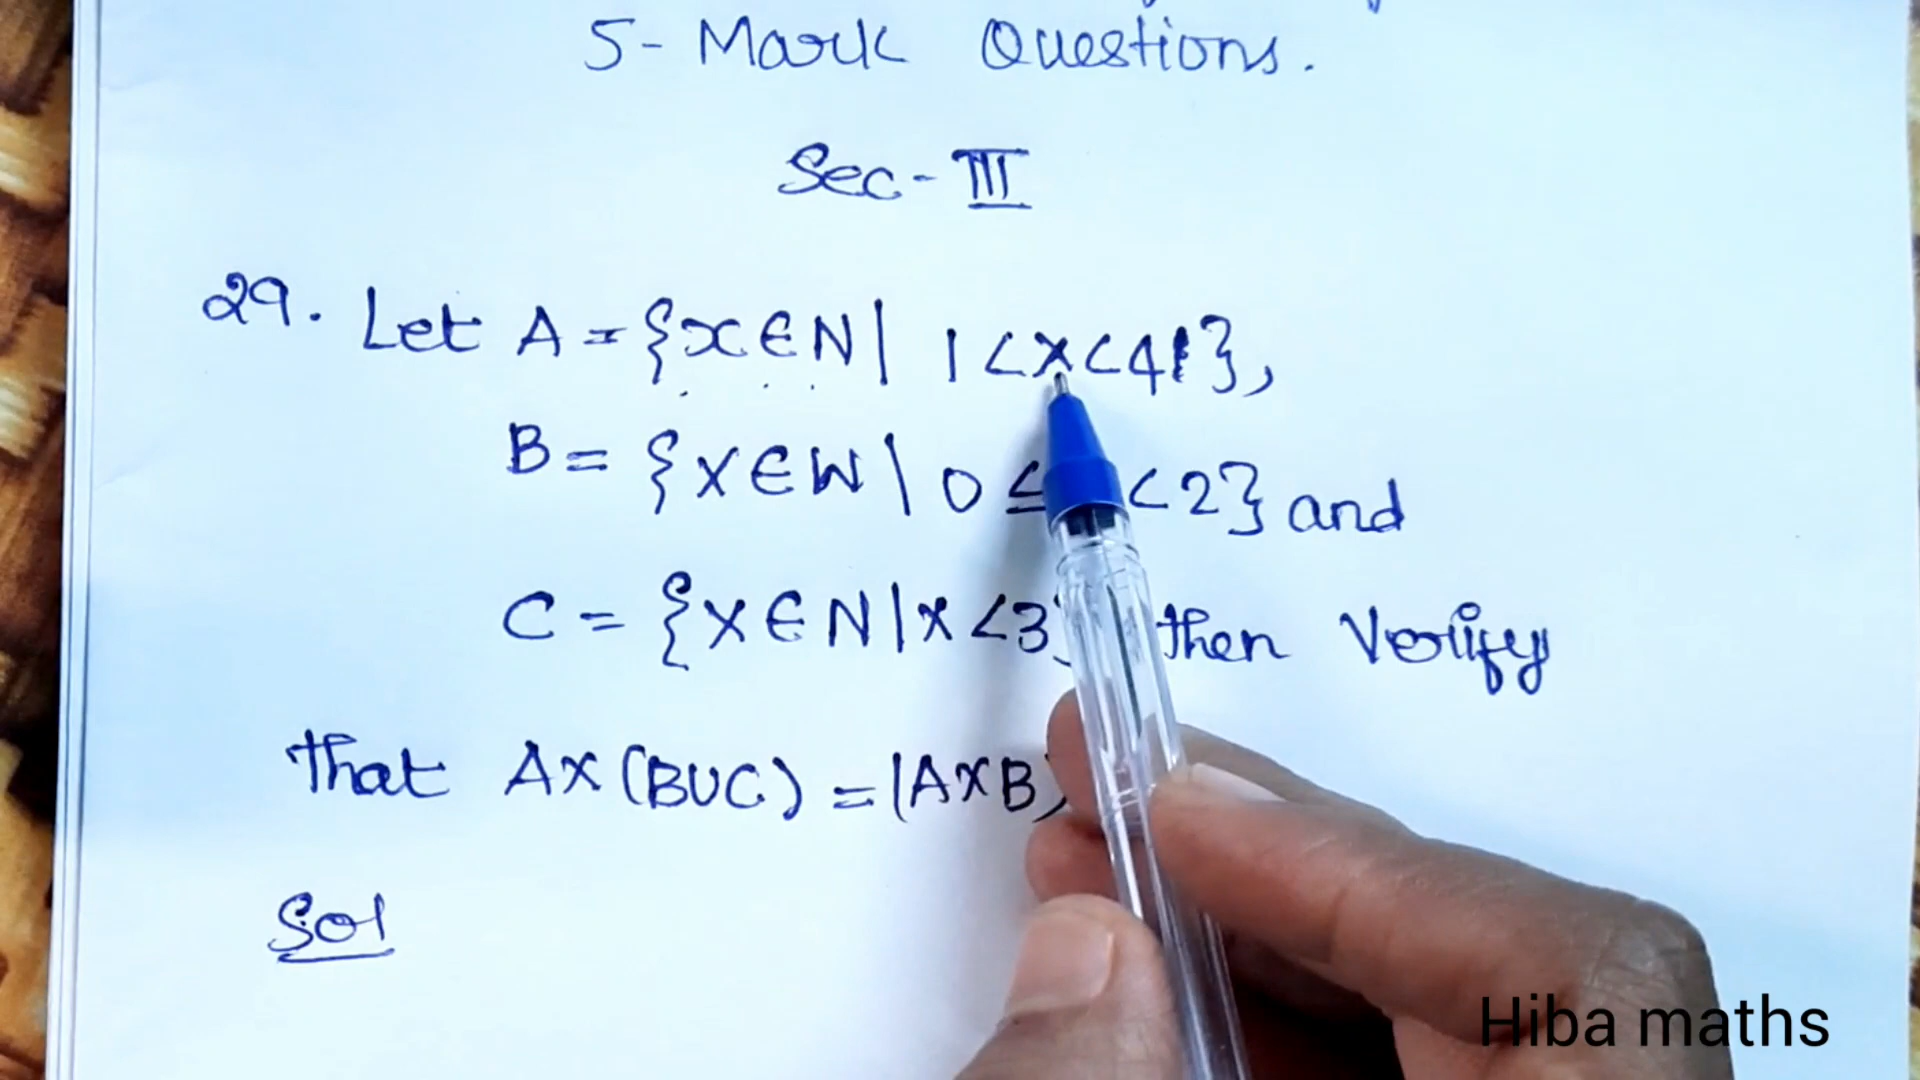 5- Mark Questions.
Sec-III
29. Let A = {x∈N| 1<x<4},
B = {x∈W| 0≤ <2} and
C = {x∈N|x<3} then Verify
that A×(B∪C) = (A×B)
Sol
Hiba maths